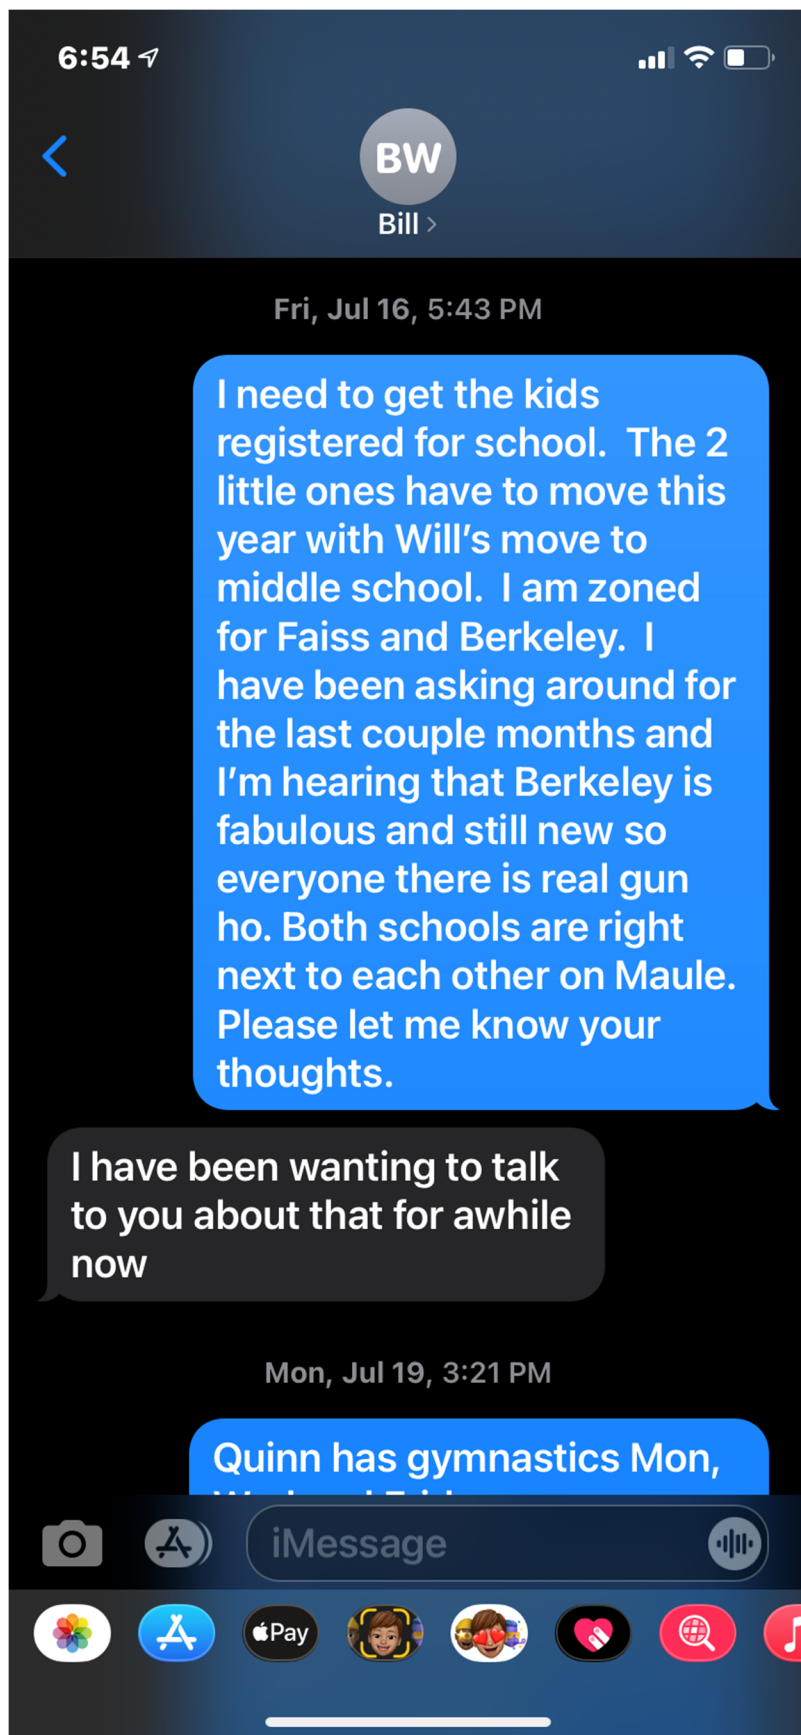 6:54
BW
Bill >
Fri, Jul 16, 5:43 PM
I need to get the kids
registered for school.  The 2
little ones have to move this
year with Will’s move to
middle school.  I am zoned
for Faiss and Berkeley.  I
have been asking around for
the last couple months and
I’m hearing that Berkeley is
fabulous and still new so
everyone there is real gun
ho. Both schools are right
next to each other on Maule.
Please let me know your
thoughts.
I have been wanting to talk
to you about that for awhile
now
Mon, Jul 19, 3:21 PM
Quinn has gymnastics Mon,
iMessage
Pay